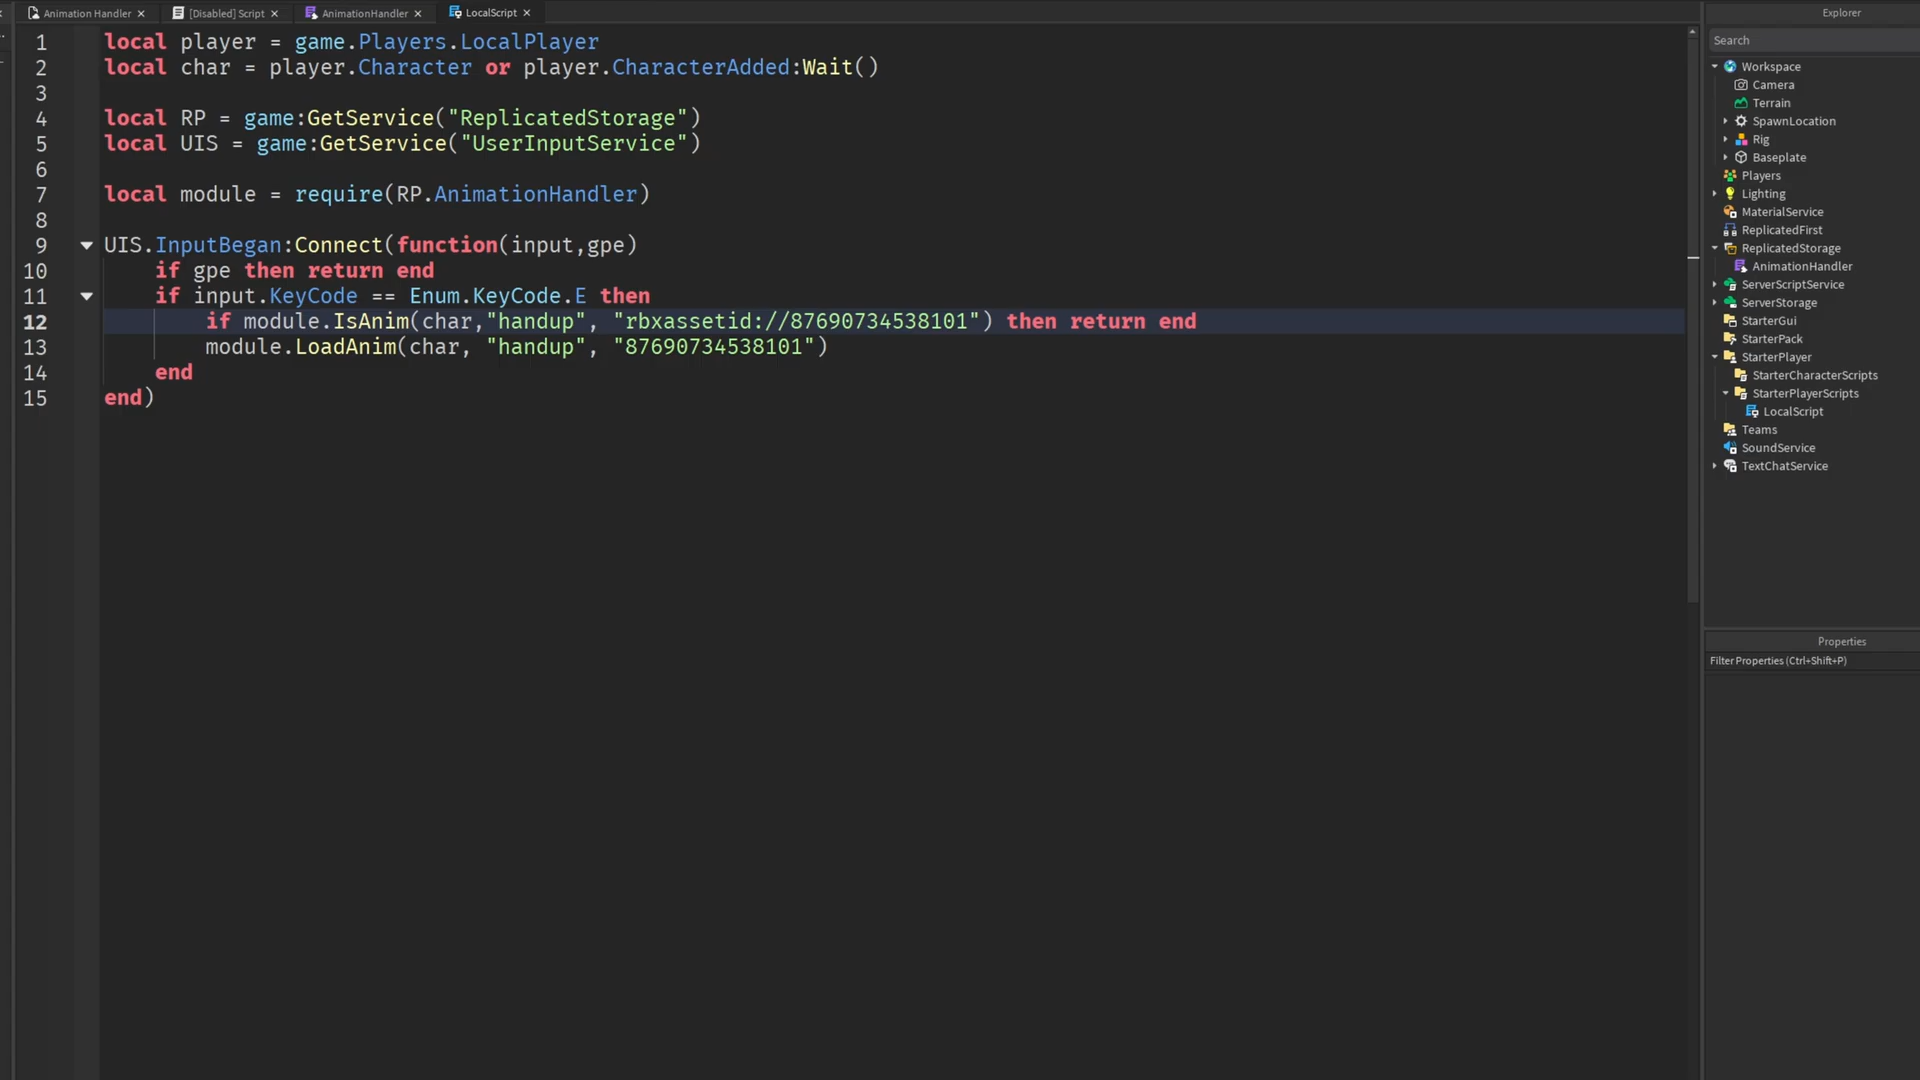 Animation Handler
[Disabled] Script
AnimationHandler
LocalScript
1 local player = game.Players.LocalPlayer
2 local char = player.Character or player.CharacterAdded:Wait()
3
4 local RP = game:GetService("ReplicatedStorage")
5 local UIS = game:GetService("UserInputService")
6
7 local module = require(RP.AnimationHandler)
8
9 UIS.InputBegan:Connect(function(input,gpe)
10 if gpe then return end
11 if input.KeyCode == Enum.KeyCode.E then
12 if module.IsAnim(char,"handup", "rbxassetid://87690734538101") then return end
13 module.LoadAnim(char, "handup", "87690734538101")
14 end
15 end)
Explorer
Search
Workspace
Camera
Terrain
SpawnLocation
Rig
Baseplate
Players
Lighting
MaterialService
ReplicatedFirst
ReplicatedStorage
AnimationHandler
ServerScriptService
ServerStorage
StarterGui
StarterPack
StarterPlayer
StarterCharacterScripts
StarterPlayerScripts
LocalScript
Teams
SoundService
TextChatService
Properties
Filter Properties (Ctrl+Shift+P)